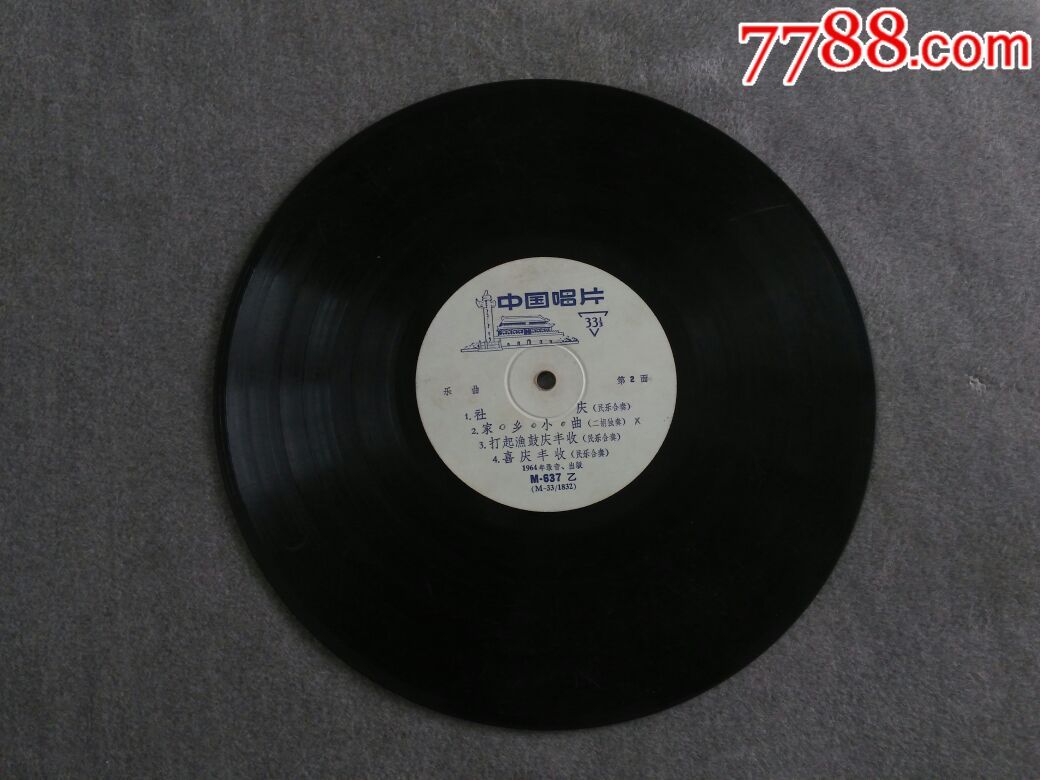 7788.com
中国唱片
33⅓
乐 曲 第2面
1.社 庆(民乐合奏)
2.家乡小曲(二胡独奏) X
3.打起渔鼓庆丰收(民乐合奏)
4.喜庆丰收(民乐合奏)
1964年录音、出版
M-637 乙
(M-33/1832)